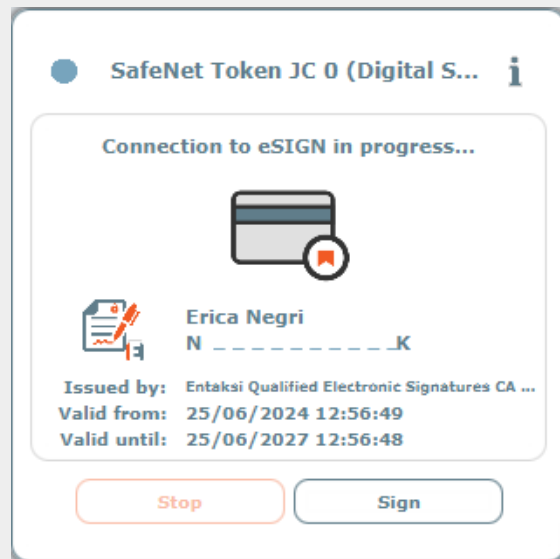 SafeNet Token JC 0 (Digital S... i
Connection to eSIGN in progress...
Erica Negri
N _ _ _ _ _ _ _ _ _ _K
Issued by: Entaksi Qualified Electronic Signatures CA ...
Valid from: 25/06/2024 12:56:49
Valid until: 25/06/2027 12:56:48
Stop Sign